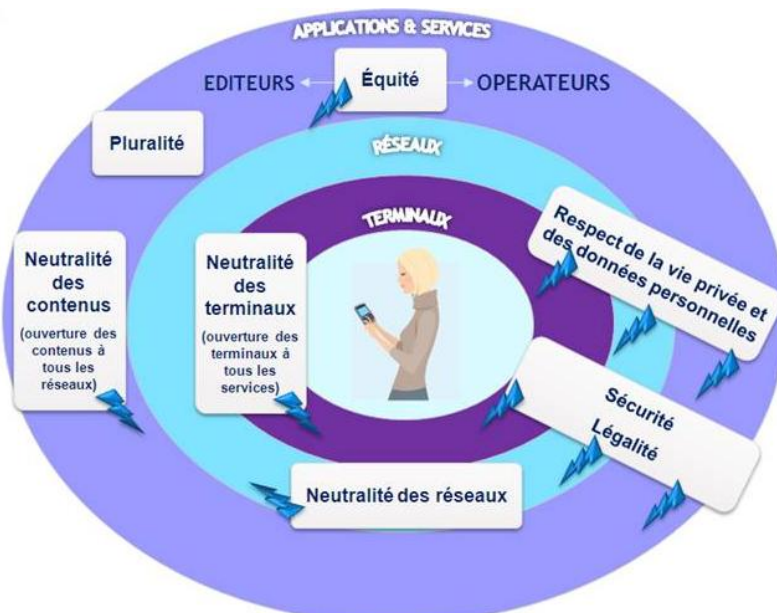 APPLICATIONS & SERVICES
EDITEURS
Équité
OPERATEURS
Pluralité
RÉSEAUX
TERMINAUX
Respect de la vie privée et
des données personnelles
Neutralité
des
contenus
(ouverture des
contenus à
tous les
réseaux)
Neutralité
des
terminaux
(ouverture des
terminaux à
tous les
services)
Sécurité
Légalité
Neutralité des réseaux